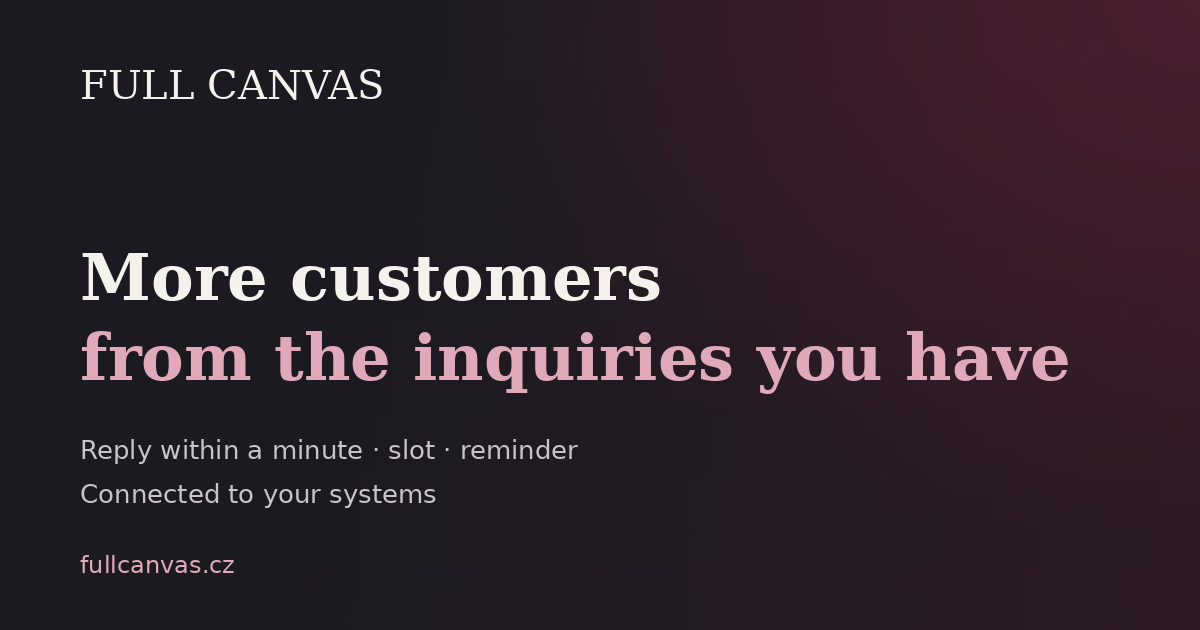 FULL CANVAS
More customers
from the inquiries you have
Reply within a minute · slot · reminder
Connected to your systems
fullcanvas.cz